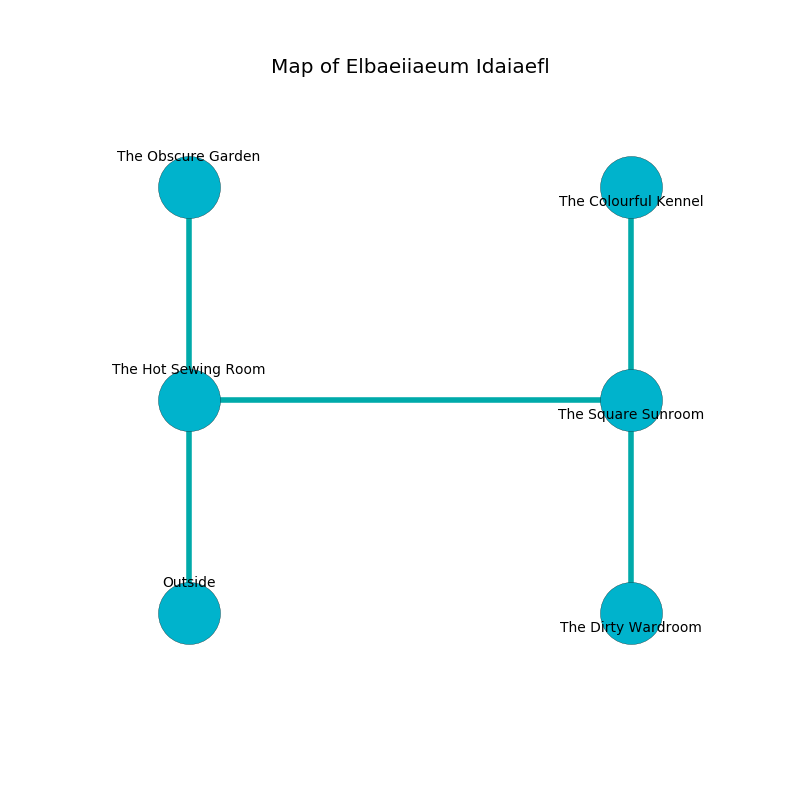 Map of Elbaeiiaeum Idaiaefl
The Obscure Garden
The Colourful Kennel
The Hot Sewing Room
The Square Sunroom
Outside
The Dirty Wardroom